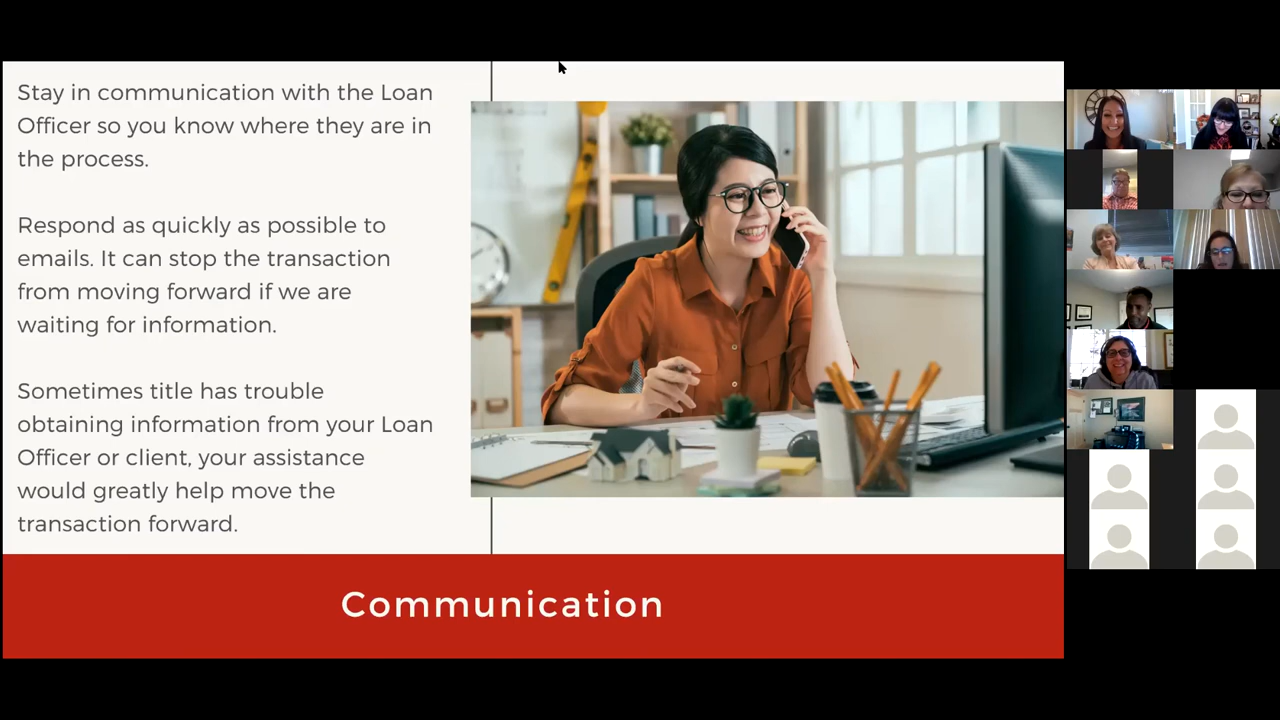 Stay in communication with the Loan
Officer so you know where they are in
the process.
Respond as quickly as possible to
emails. It can stop the transaction
from moving forward if we are
waiting for information.
Sometimes title has trouble
obtaining information from your Loan
Officer or client, your assistance
would greatly help move the
transaction forward.
Communication